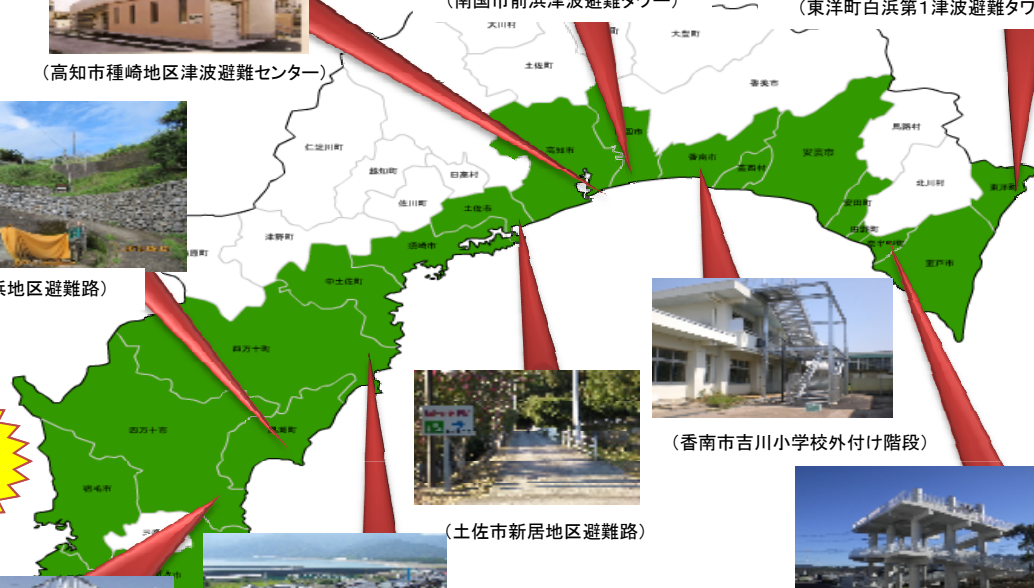 (南国市前浜津波避難タワー)
(東洋町白浜第1津波避難タワ
(高知市種崎地区津波避難センター)
大川村
土佐町
大型町
香美市
仁淀川町
越知町
日高村
佐川町
津野町
高知市
香南市
芸西村
安芸市
馬路村
北川村
東洋町
安田町
田野町
室戸市
土佐市
須崎市
中土佐町
四万十町
四万十市
黒潮町
宿毛市
浜地区避難路)
(香南市吉川小学校外付け階段)
(土佐市新居地区避難路)